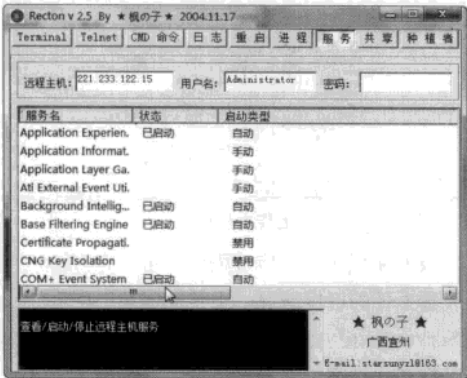 Recton v 2.5 By ★枫の子★ 2004.11.17
Terminal Telnet CMD 命令 日 志 重 启 进 程 服 务 共 享 种 植 者
远程主机: 221.233.122.15 用户名: Administrator 密码:
服务名 状态 启动类型
Application Experien. 已启动 自动
Application Informat. 手动
Application Layer Ga. 手动
Ati External Event Uti. 手动
Background Intellig... 已启动 自动
Base Filtering Engine 已启动 自动
Certificate Propagati. 禁用
CNG Key Isolation 禁用
COM+ Event System 已启动 自动
查看/启动/停止远程主机服务
★ 枫の子 ★
广西宜州
E-mail:starsunyzl@163.com